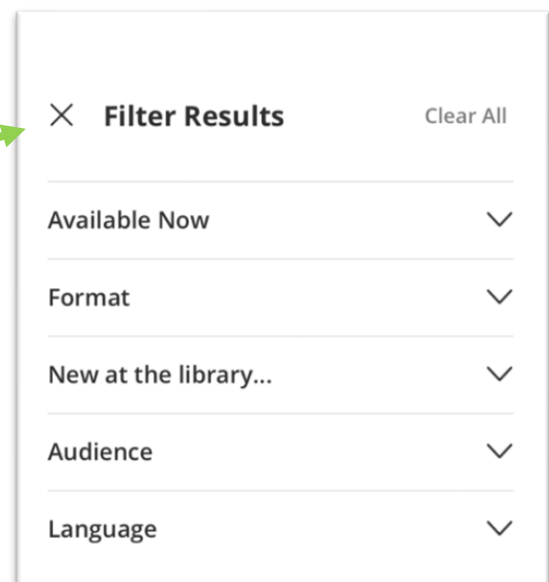 Filter Results Clear All
Available Now
Format
New at the library...
Audience
Language